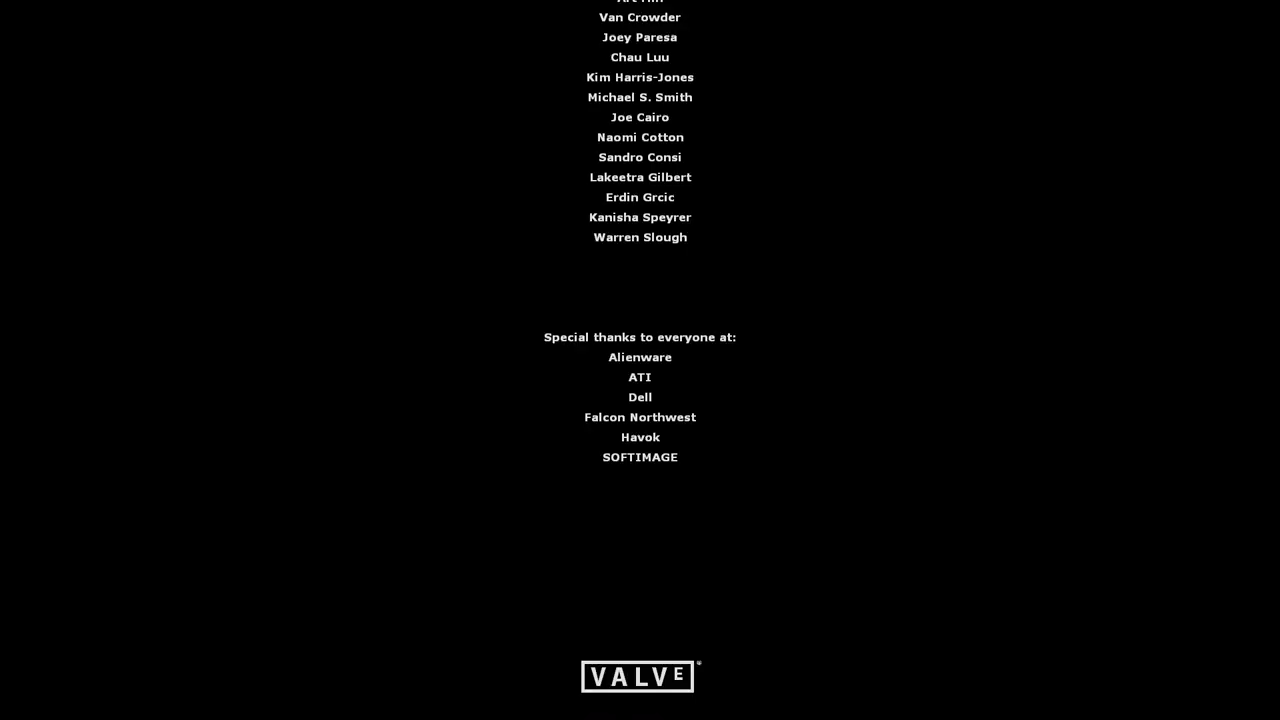 Van Crowder
Joey Paresa
Chau Luu
Kim Harris-Jones
Michael S. Smith
Joe Cairo
Naomi Cotton
Sandro Consi
Lakeetra Gilbert
Erdin Grcic
Kanisha Speyrer
Warren Slough
Special thanks to everyone at:
Alienware
ATI
Dell
Falcon Northwest
Havok
SOFTIMAGE
VALVE